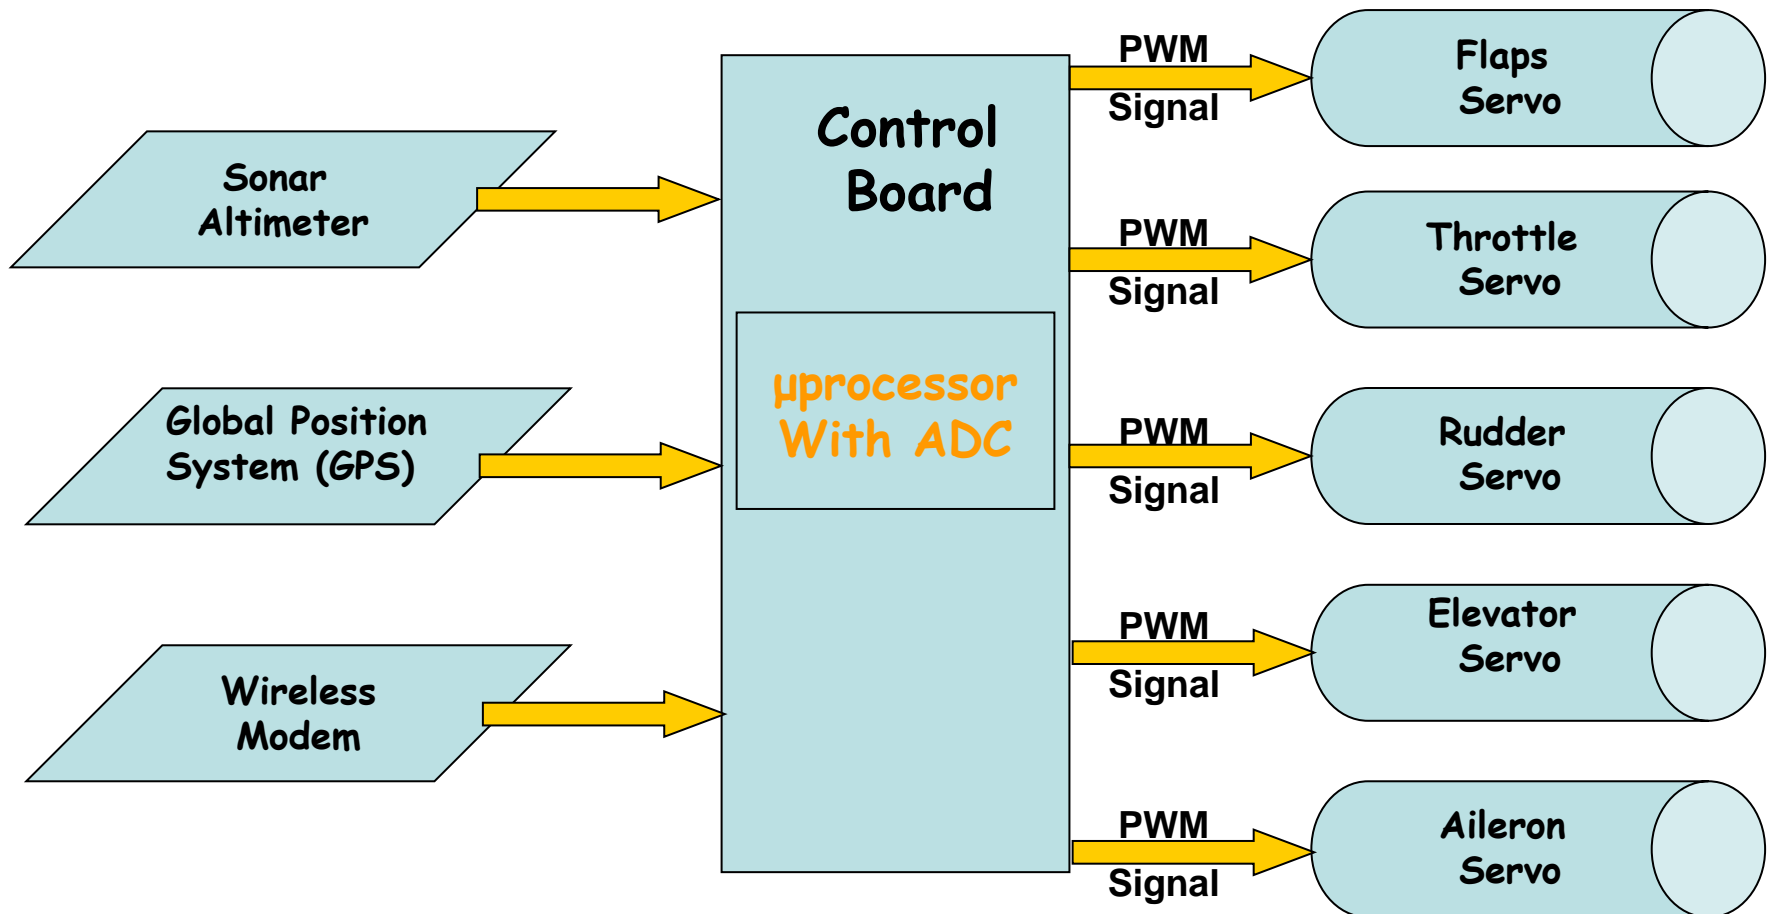 Sonar
Altimeter
Global Position
System (GPS)
Wireless
Modem
Control
Board
µprocessor
With ADC
PWM
Signal
Flaps
Servo
PWM
Signal
Throttle
Servo
PWM
Signal
Rudder
Servo
PWM
Signal
Elevator
Servo
PWM
Signal
Aileron
Servo